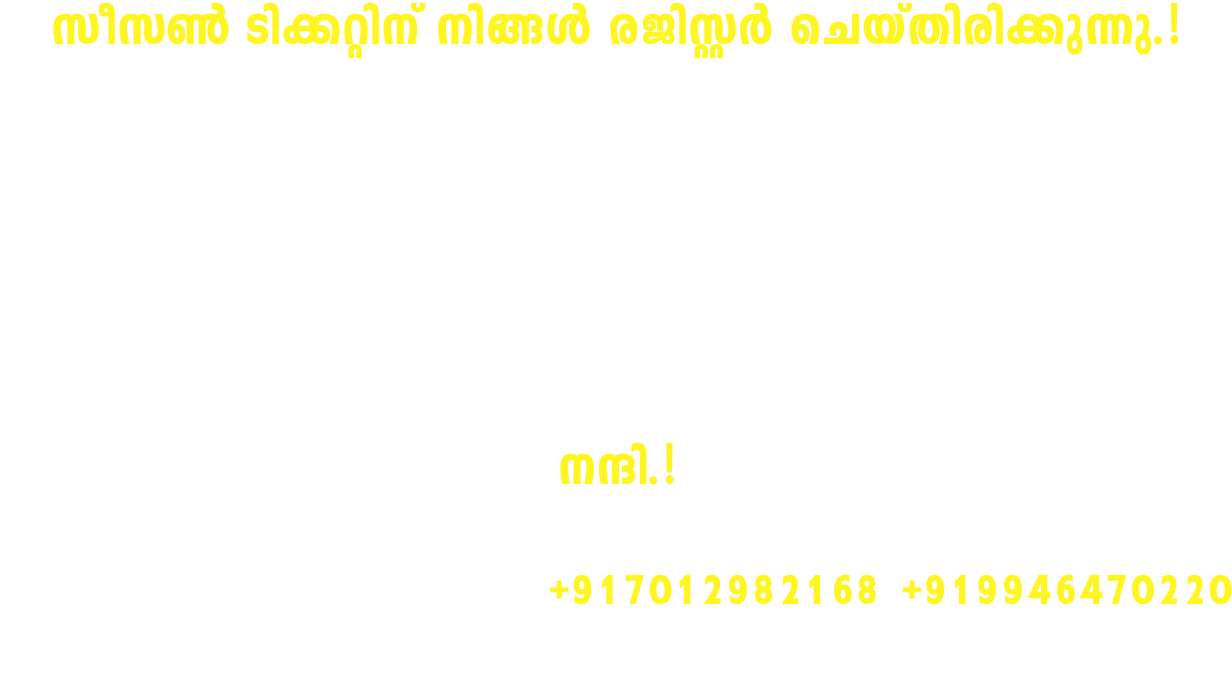 സീസൺ ടിക്കറ്റിന് നിങ്ങൾ രജിസ്റ്റർ ചെയ്തിരിക്കുന്നു.!
നന്ദി.!
+917012982168 +919946470220